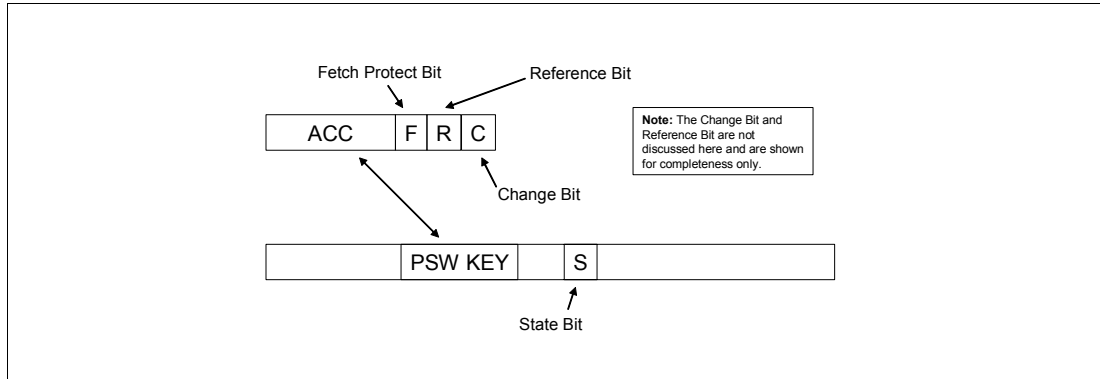 Fetch Protect Bit
Reference Bit
ACC
F
R
C
Note: The Change Bit and
Reference Bit are not
discussed here and are shown
for completeness only.
Change Bit
PSW KEY
S
State Bit